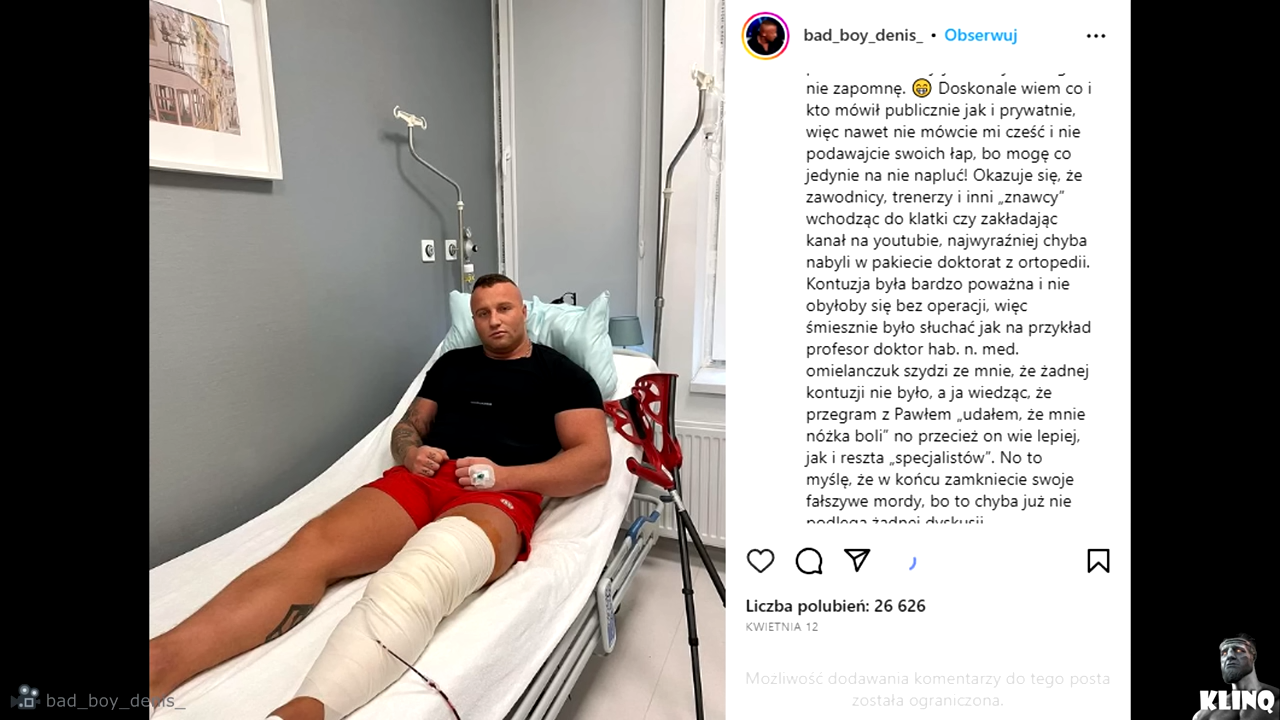 bad_boy_denis_ • Obserwuj
nie zapomnę. 😁 Doskonale wiem co i
kto mówił publicznie jak i prywatnie,
więc nawet nie mówcie mi cześć i nie
podawajcie swoich łap, bo mogę co
jedynie na nie napluć! Okazuje się, że
zawodnicy, trenerzy i inni „znawcy”
wchodząc do klatki czy zakładając
kanał na youtubie, najwyraźniej chyba
nabyli w pakiecie doktorat z ortopedii.
Kontuzja była bardzo poważna i nie
obyłoby się bez operacji, więc
śmiesznie było słuchać jak na przykład
profesor doktor hab. n. med.
omielanczuk szydzi ze mnie, że żadnej
kontuzji nie było, a ja wiedząc, że
przegram z Pawłem „udałem, że mnie
nóżka boli” no przecież on wie lepiej,
jak i reszta „specjalistów”. No to
myślę, że w końcu zamkniecie swoje
fałszywe mordy, bo to chyba już nie
podlega żadnej dyskusji
Liczba polubień: 26 626
KWIETNIA 12
Możliwość dodawania komentarzy do tego posta
została ograniczona.
bad_boy_denis_
KLINQ